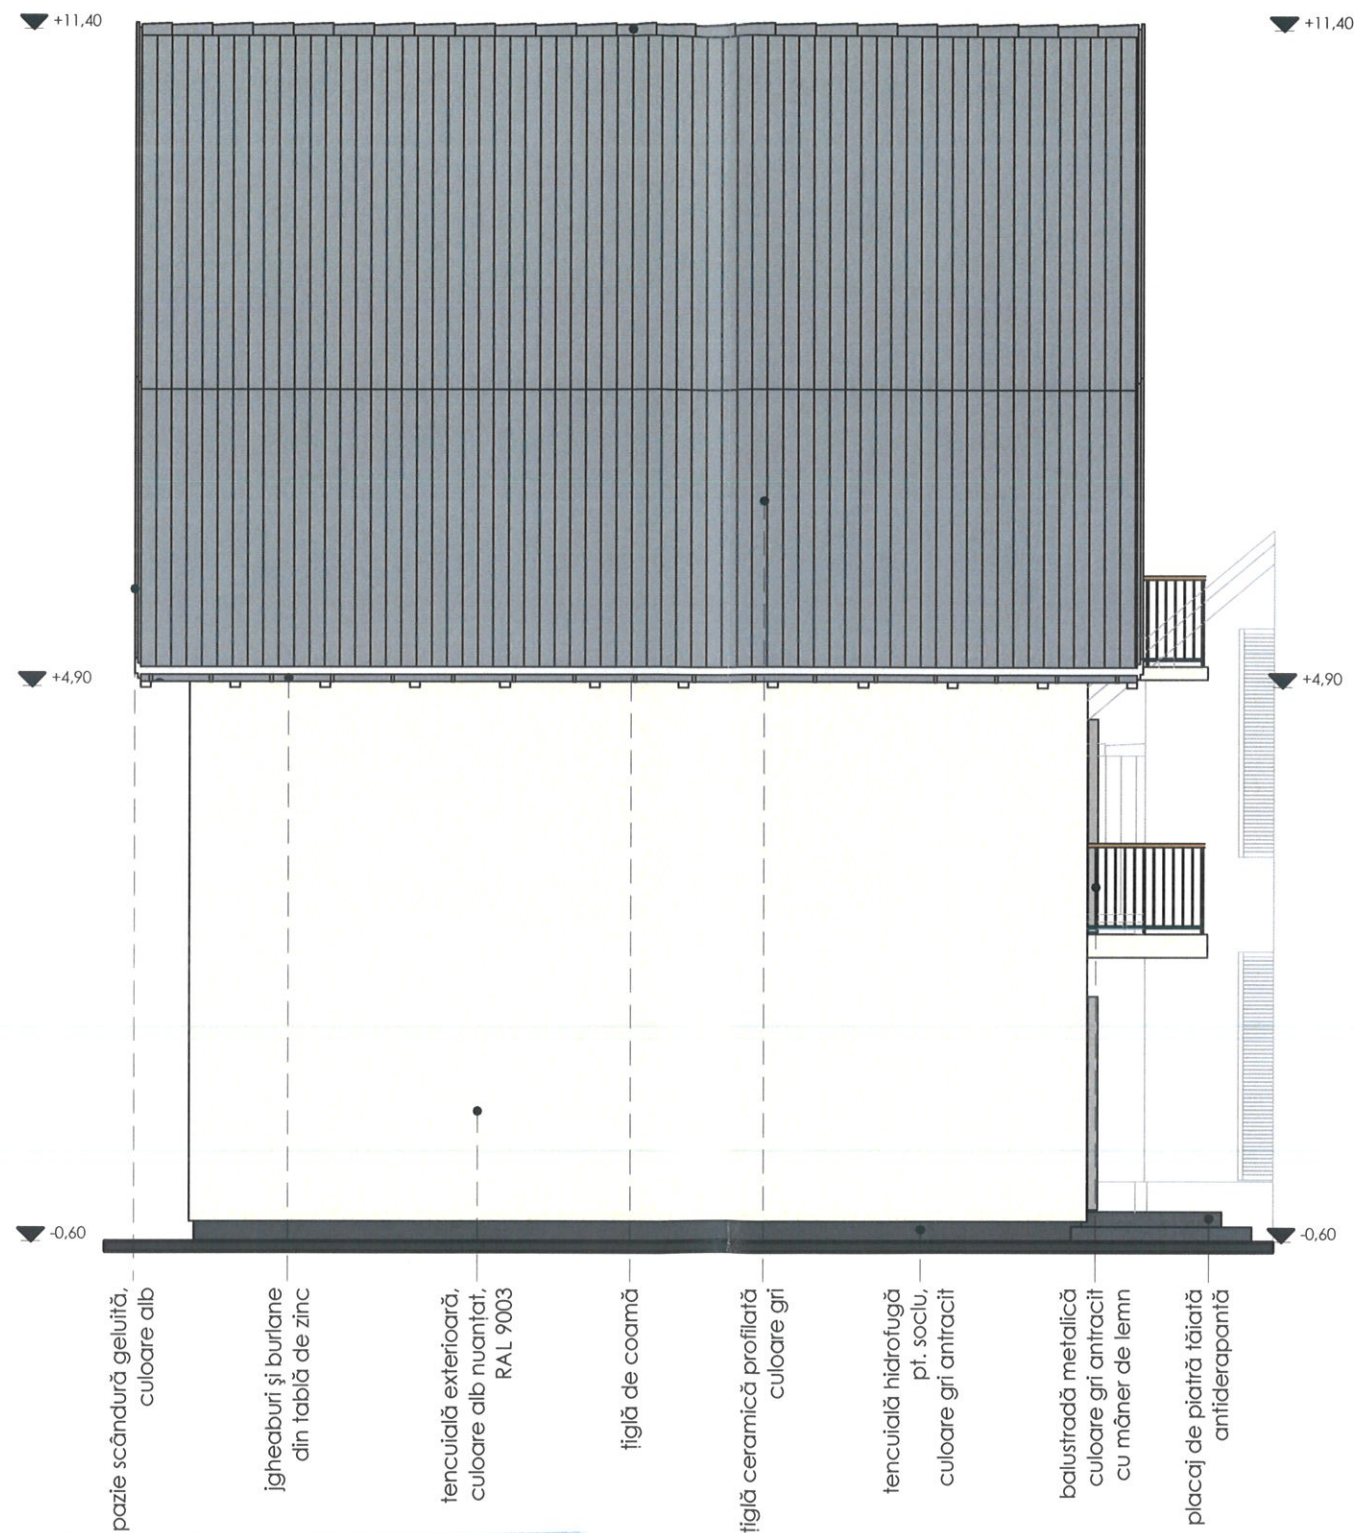 +11,40
+11,40
+4,90
+4,90
-0,60
-0,60
pazie scândură geluită,
culoare alb
jgheaburi și burlane
din tablă de zinc
tencuială exterioară,
culoare alb nuanțat,
RAL 9003
țiglă de coamă
țiglă ceramică profilată
culoare gri
tencuială hidrofugă
pt. soclu,
culoare gri antracit
balustradă metalică
culoare gri antracit
cu mâner de lemn
placaj de piatră tăiată
antiderapantă